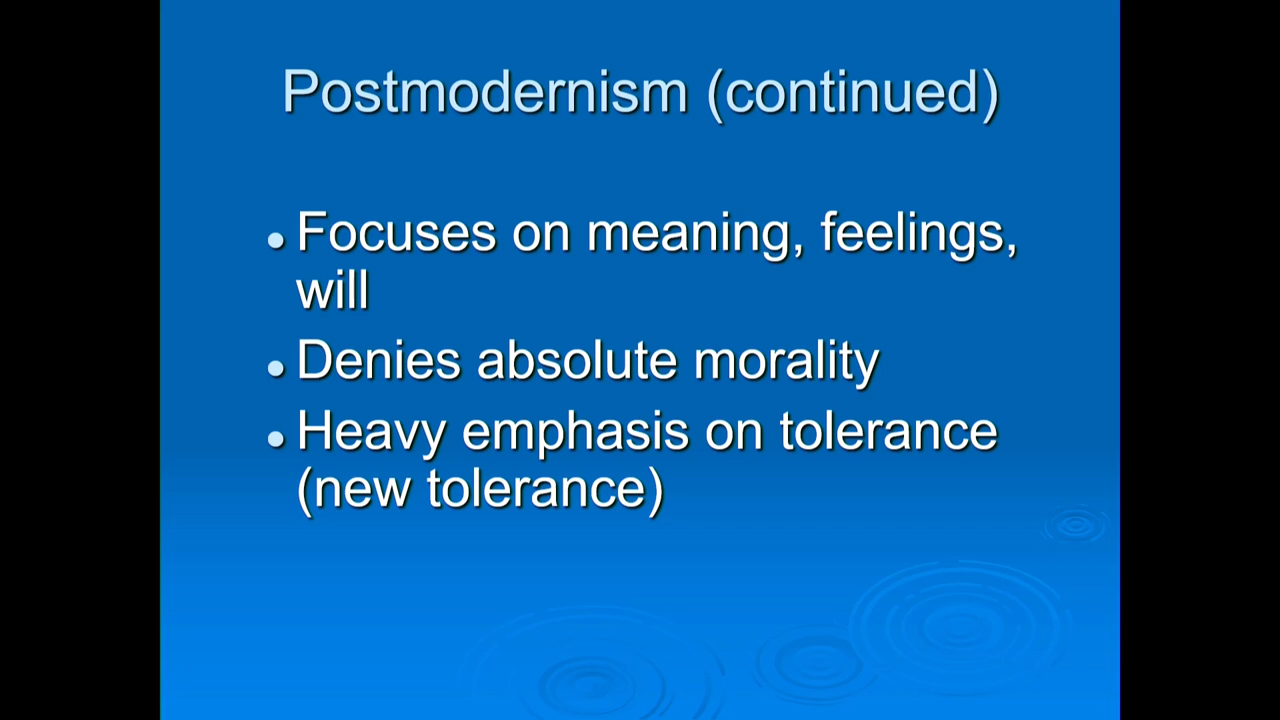 Postmodernism (continued)
● Focuses on meaning, feelings,
will
● Denies absolute morality
● Heavy emphasis on tolerance
(new tolerance)